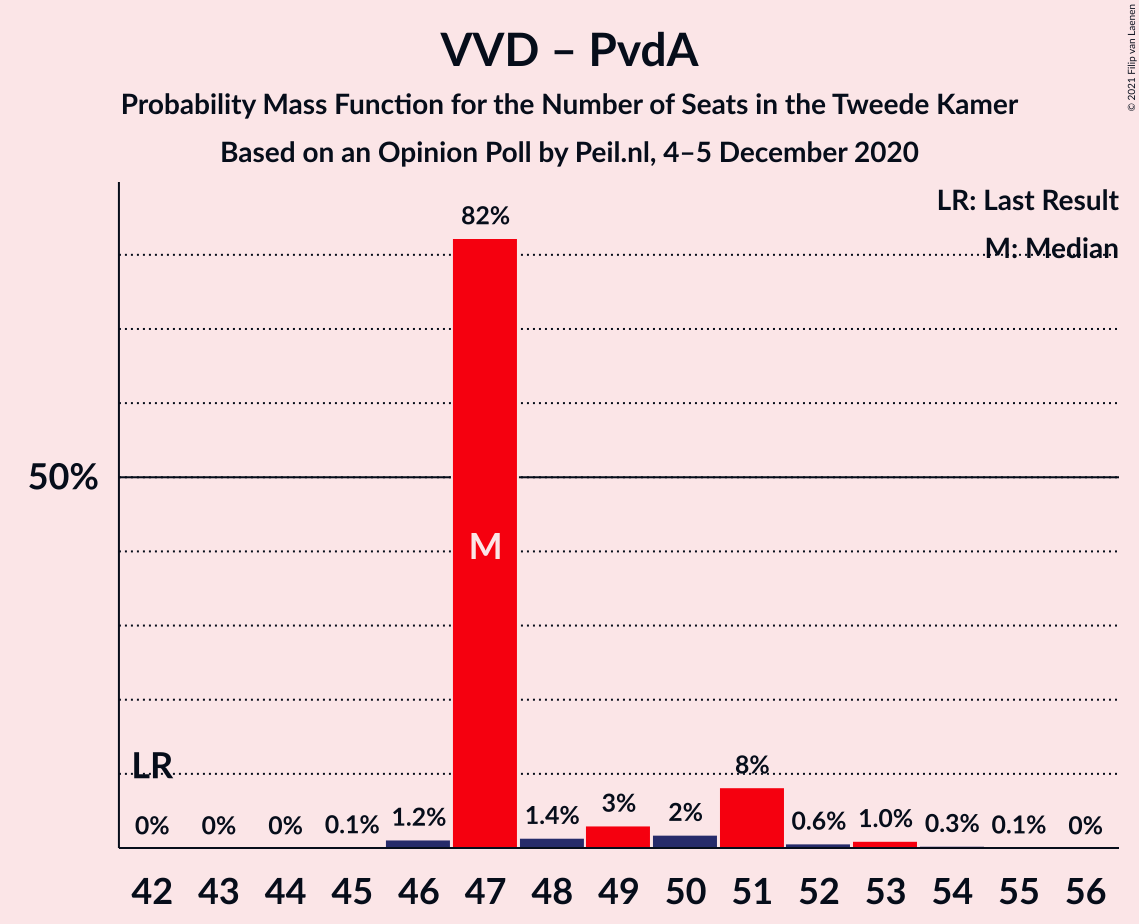 VVD – PvdA
Probability Mass Function for the Number of Seats in the Tweede Kamer
Based on an Opinion Poll by Peil.nl, 4–5 December 2020
© 2021 Filip van Laenen
LR: Last Result
M: Median
82%
50%
M
LR
0% 0% 0% 0.1% 1.2% 1.4% 3% 2% 8% 0.6% 1.0% 0.3% 0.1% 0%
42 43 44 45 46 47 48 49 50 51 52 53 54 55 56